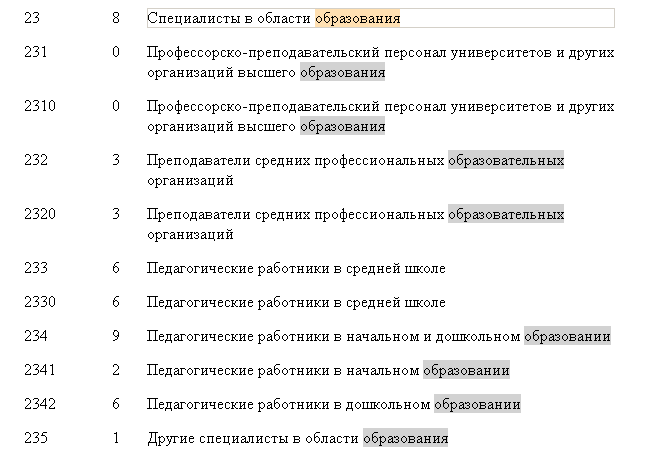 23 8 Специалисты в области образования
231 0 Профессорско-преподавательский персонал университетов и других
организаций высшего образования
2310 0 Профессорско-преподавательский персонал университетов и других
организаций высшего образования
232 3 Преподаватели средних профессиональных образовательных
организаций
2320 3 Преподаватели средних профессиональных образовательных
организаций
233 6 Педагогические работники в средней школе
2330 6 Педагогические работники в средней школе
234 9 Педагогические работники в начальном и дошкольном образовании
2341 2 Педагогические работники в начальном образовании
2342 6 Педагогические работники в дошкольном образовании
235 1 Другие специалисты в области образования